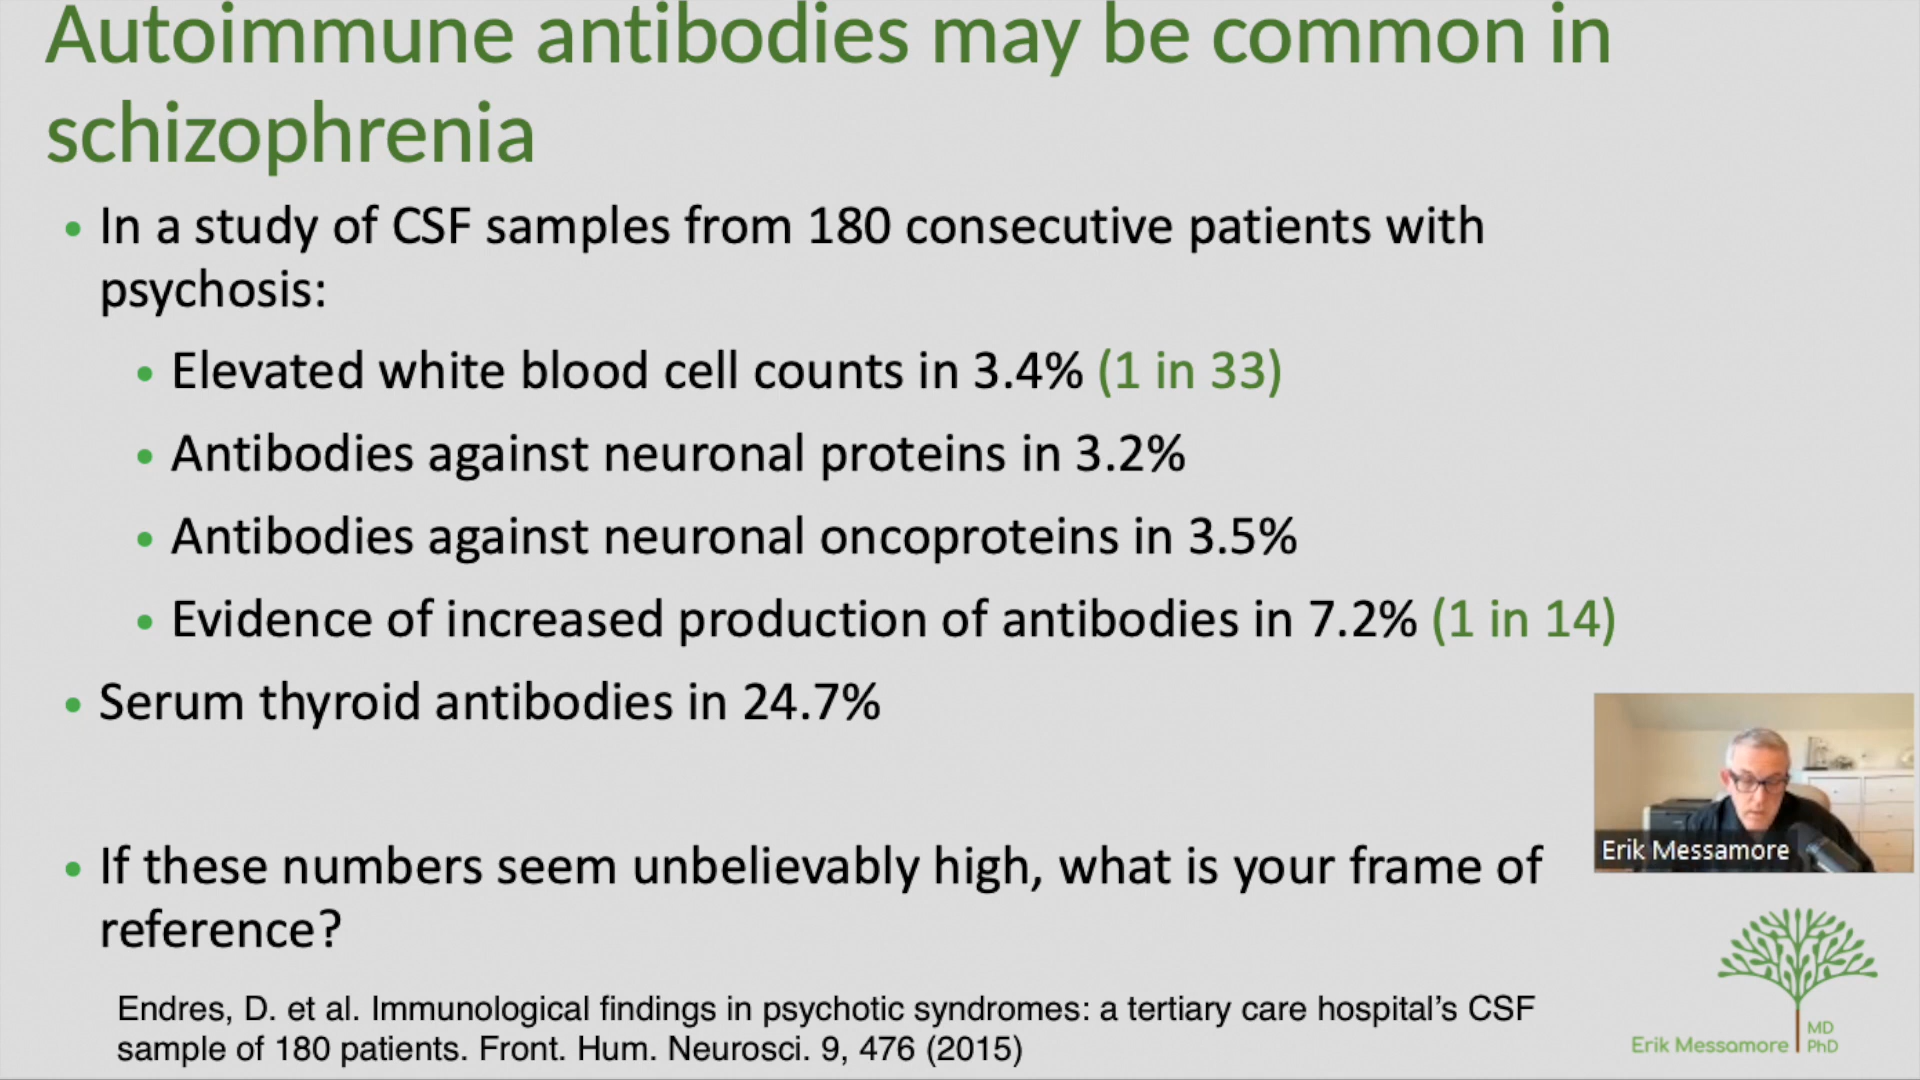 Autoimmune antibodies may be common in
schizophrenia
• In a study of CSF samples from 180 consecutive patients with
psychosis:
• Elevated white blood cell counts in 3.4% (1 in 33)
• Antibodies against neuronal proteins in 3.2%
• Antibodies against neuronal oncoproteins in 3.5%
• Evidence of increased production of antibodies in 7.2% (1 in 14)
• Serum thyroid antibodies in 24.7%
• If these numbers seem unbelievably high, what is your frame of
reference?
Endres, D. et al. Immunological findings in psychotic syndromes: a tertiary care hospital’s CSF
sample of 180 patients. Front. Hum. Neurosci. 9, 476 (2015)
Erik Messamore
Erik Messamore MD
PhD